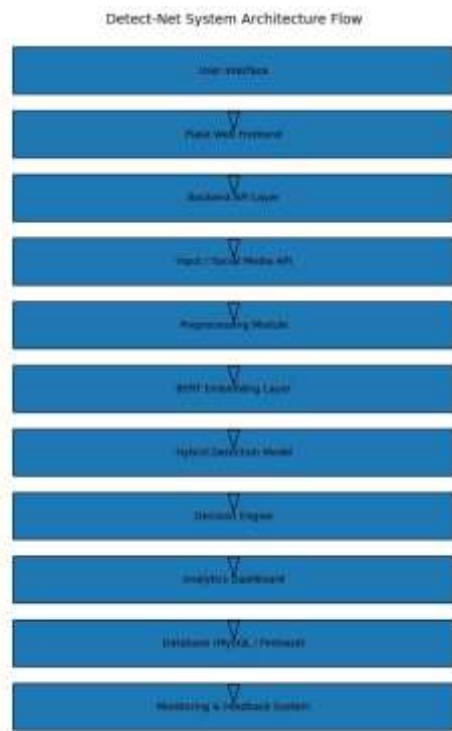 Detect-Net System Architecture Flow
User Interface
Flask Web Frontend
Backend API Layer
Input / Social Media API
Preprocessing Module
BERT Embedding Layer
Hybrid Detection Model
Decision Engine
Analytics Dashboard
Database (MySQL / Firebase)
Monitoring & Feedback System